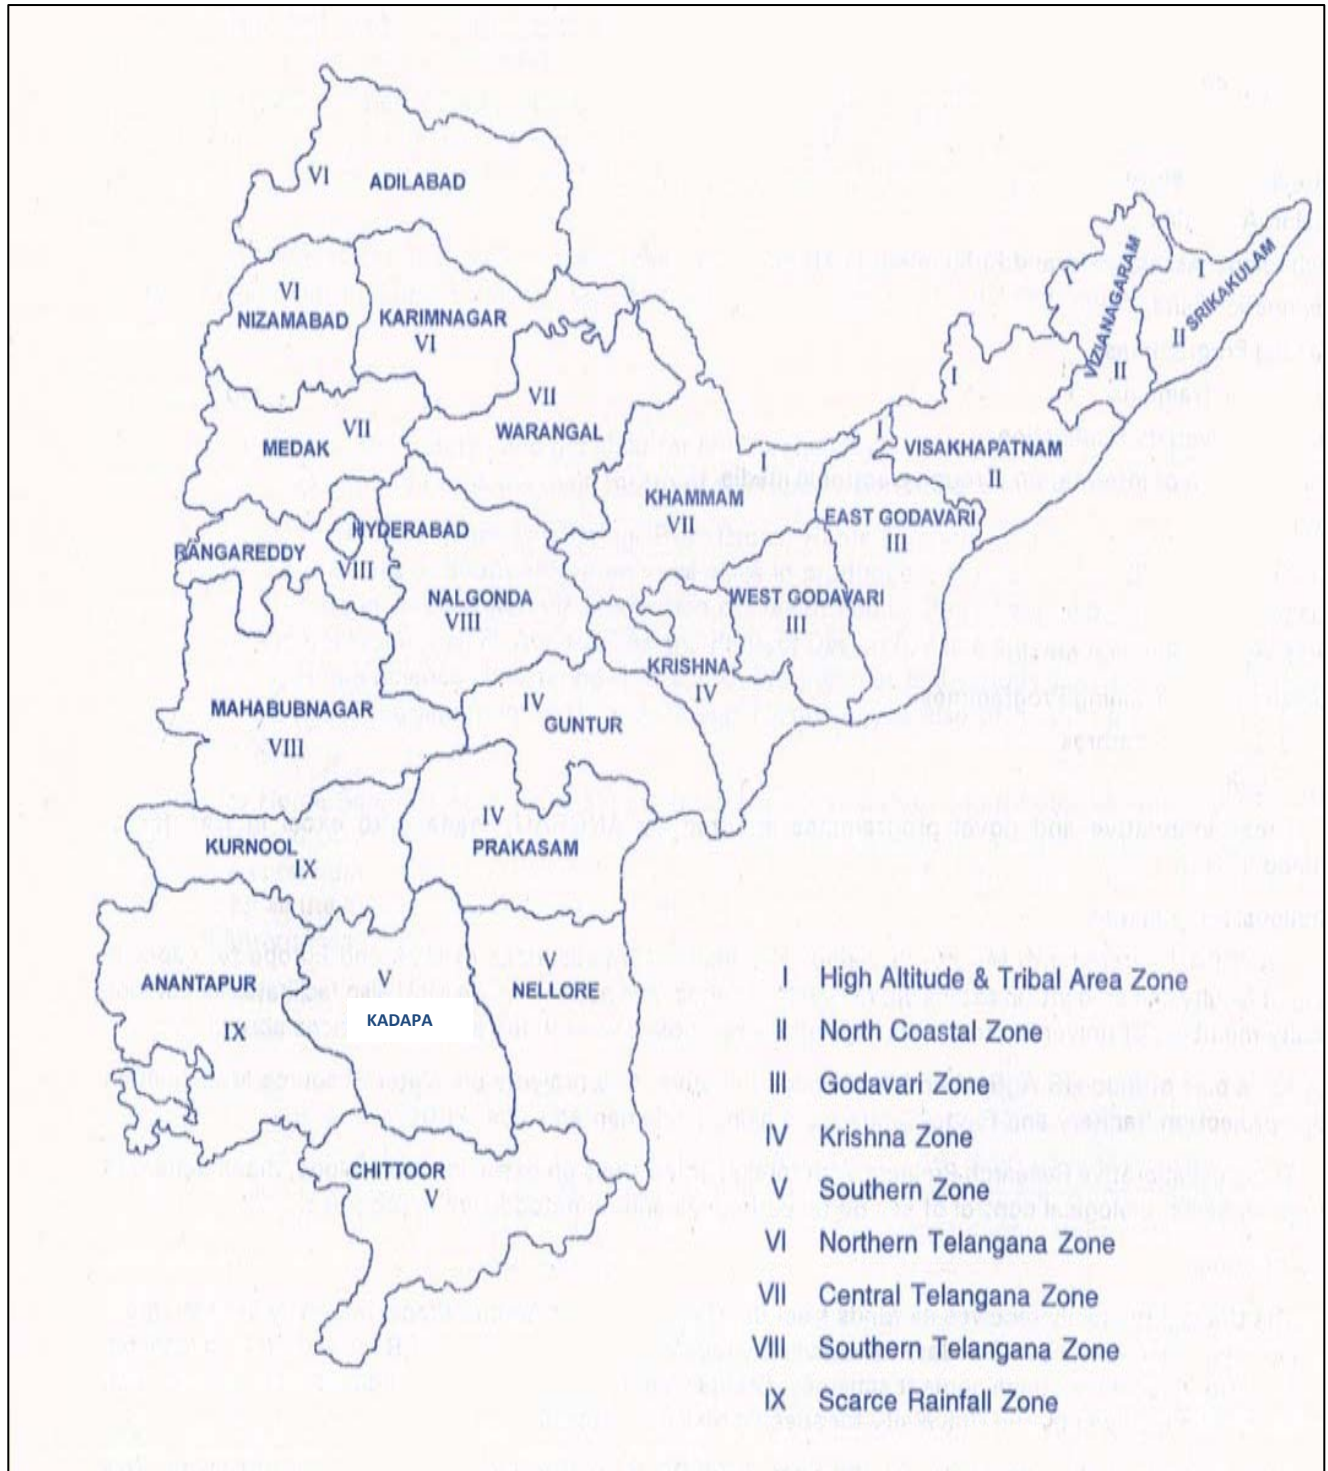 VI
ADILABAD
VI
NIZAMABAD
KARIMNAGAR
VI
VIZIANAGARAM
II
I
SRIKAKULAM
II
VII
MEDAK
VII
WARANGAL
I
I
VISAKHAPATNAM
II
I
KHAMMAM
VII
EAST GODAVARI
III
HYDERABAD
RANGAREDDY
VIII
NALGONDA
VIII
WEST GODAVARI
III
KRISHNA
IV
MAHABUBNAGAR
VIII
IV
GUNTUR
IV
PRAKASAM
KURNOOL
IX
ANANTAPUR
IX
V
KADAPA
V
NELLORE
CHITTOOR
V
I High Altitude & Tribal Area Zone
II North Coastal Zone
III Godavari Zone
IV Krishna Zone
V Southern Zone
VI Northern Telangana Zone
VII Central Telangana Zone
VIII Southern Telangana Zone
IX Scarce Rainfall Zone